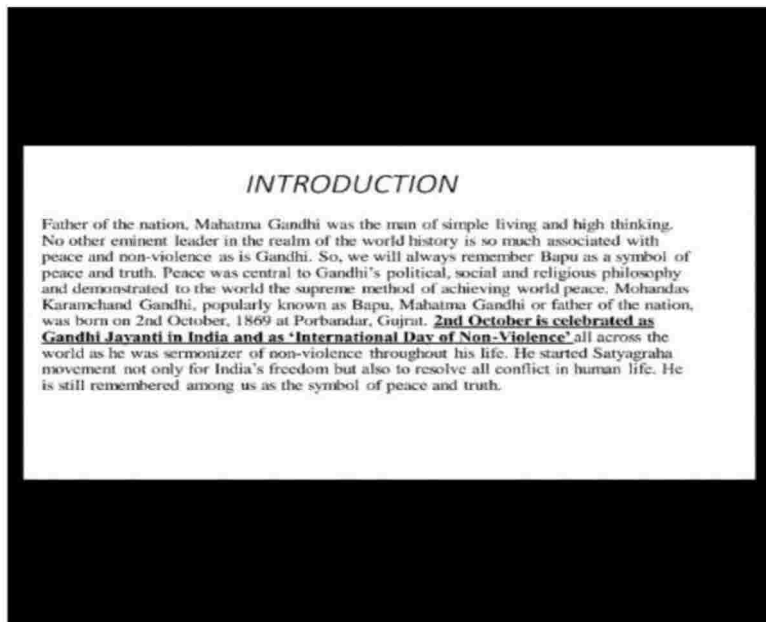 INTRODUCTION
Father of the nation, Mahatma Gandhi was the man of simple living and high thinking.
No other eminent leader in the realm of the world history is so much associated with
peace and non-violence as is Gandhi. So, we will always remember Bapu as a symbol of
peace and truth. Peace was central to Gandhi's political, social and religious philosophy
and demonstrated to the world the supreme method of achieving world peace. Mohandas
Karamchand Gandhi, popularly known as Bapu, Mahatma Gandhi or father of the nation,
was born on 2nd October, 1869 at Porbandar, Gujrat. 2nd October is celebrated as
Gandhi Jayanti in India and as ‘International Day of Non-Violence’ all across the
world as he was sermonizer of non-violence throughout his life. He started Satyagraha
movement not only for India's freedom but also to resolve all conflict in human life. He
is still remembered among us as the symbol of peace and truth.